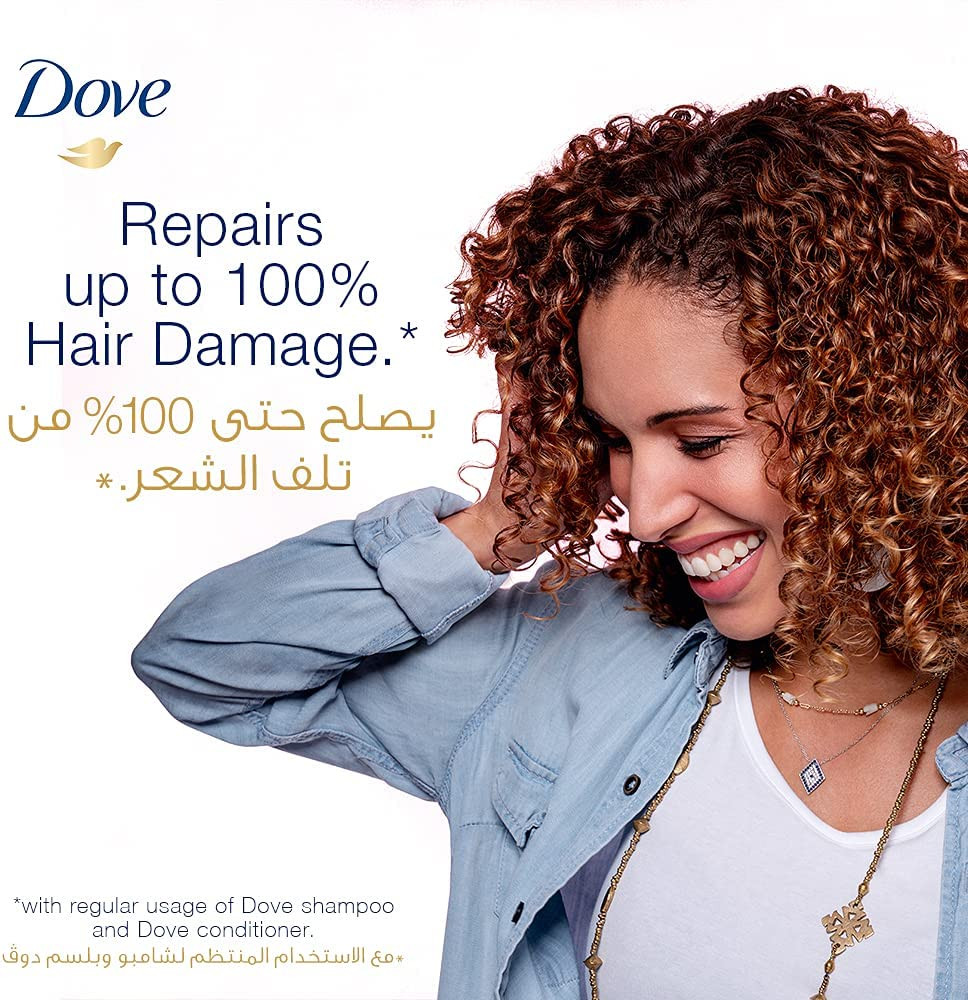 Dove
Repairs
up to 100%
Hair Damage.*
يصلح حتى 100% من
تلف الشعر.*
*with regular usage of Dove shampoo
and Dove conditioner.
*مع الاستخدام المنتظم لشامبو وبلسم دوڤ